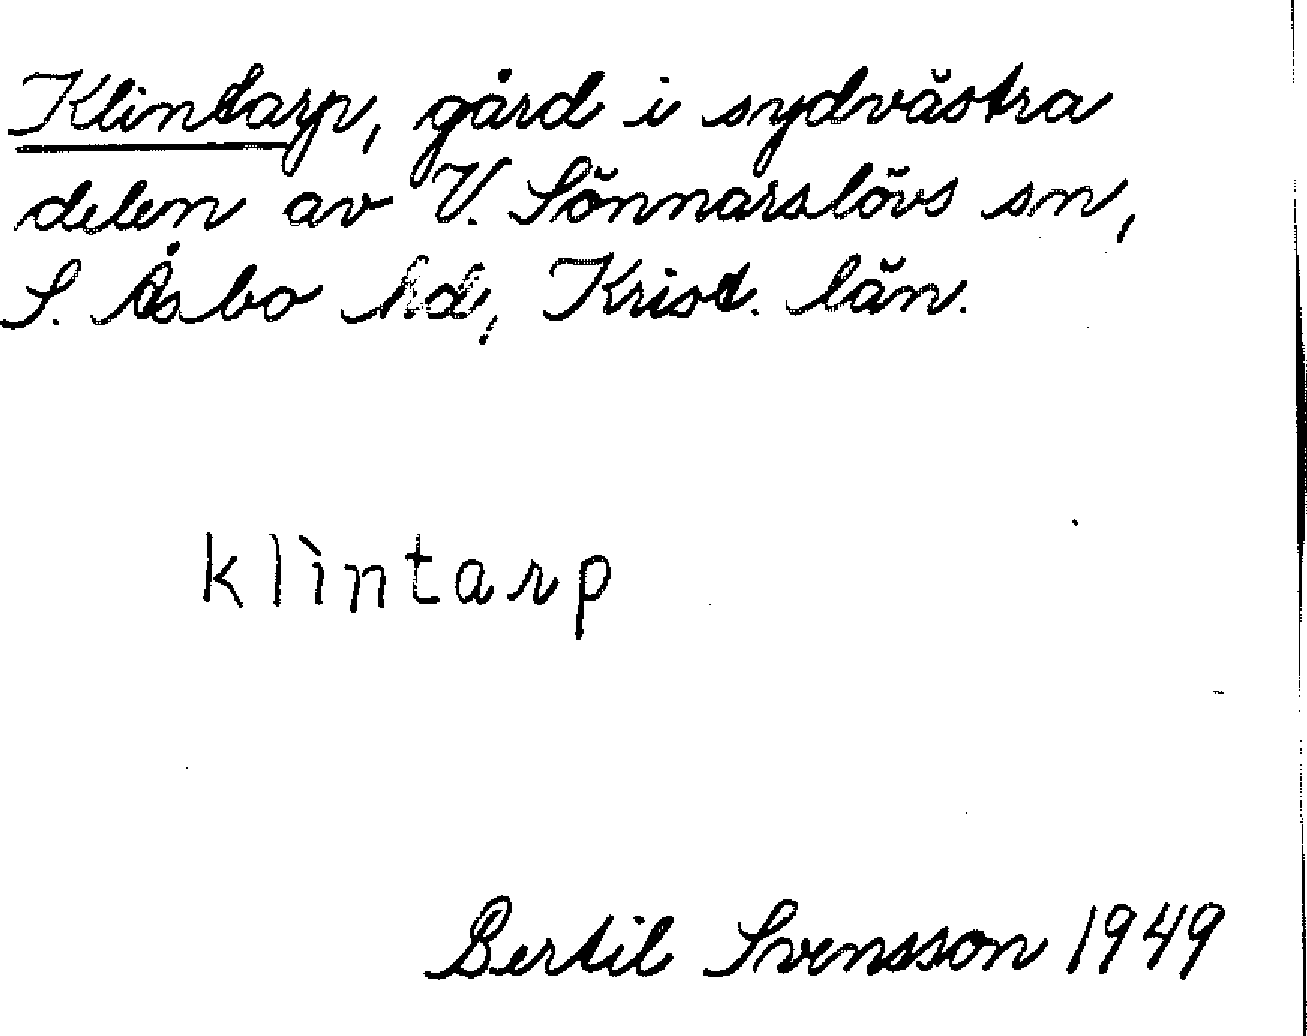 Klintarp, gård i sydvästra
delen av V. Sönnarslövs sn,
S. Åsbo hd, Krist. län.
klìntarp
Bertil Svensson 1949